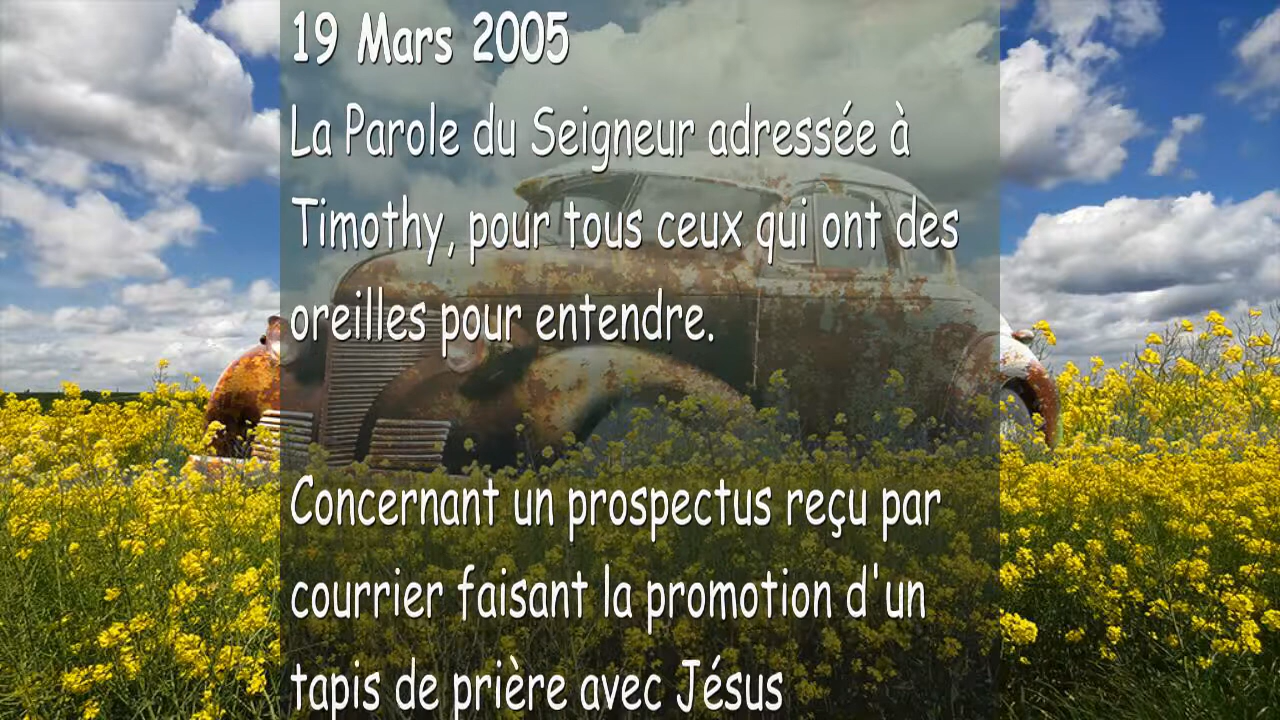 19 Mars 2005
La Parole du Seigneur adressée à
Timothy, pour tous ceux qui ont des
oreilles pour entendre.
Concernant un prospectus reçu par
courrier faisant la promotion d'un
tapis de prière avec Jésus